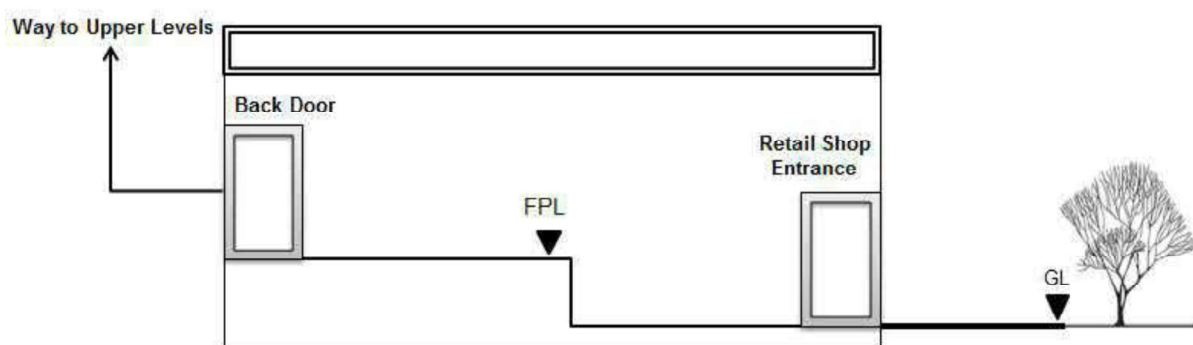 Way to Upper Levels
Back Door
Retail Shop
Entrance
FPL
GL